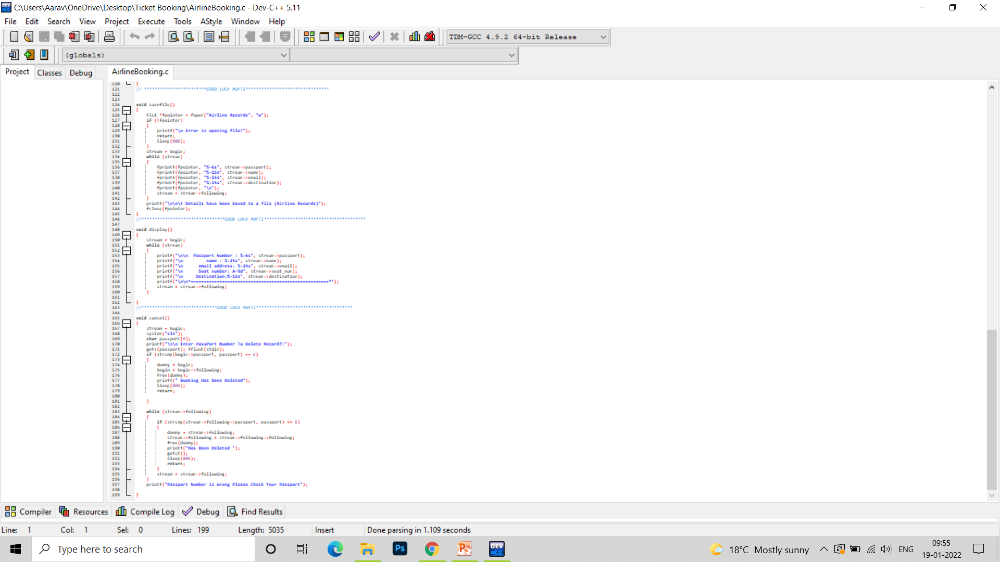 C:\Users\Aarav\OneDrive\Desktop\Ticket Booking\AirlineBooking.c - Dev-C++ 5.11
File Edit Search View Project Execute Tools AStyle Window Help
TDM-GCC 4.9.2 64-bit Release
(globals)
Project Classes Debug AirlineBooking.c
120 }
121 // ************************GOOD LUCK MUFTI********************************
122
123
124 void savefile()
125 {
126 FILE *fpointer = fopen("Airline Records", "w");
127 if (!fpointer)
128 {
129 printf("\n Error in opening file!");
130 return;
131 Sleep(800);
132 }
133 stream = begin;
134 while (stream)
135 {
136 fprintf(fpointer, "%-6s", stream->passport);
137 fprintf(fpointer, "%-15s", stream->name);
138 fprintf(fpointer, "%-15s", stream->email);
139 fprintf(fpointer, "%-15s", stream->destination);
140 fprintf(fpointer, "\n");
141 stream = stream->following;
142 }
143 printf("\n\n\t Details have been Saved to a file (Airline Records)");
144 fclose(fpointer);
145 }
146 //********************************GOOD LUCK MUFTI***************************************
147
148 void display()
149 {
150 stream = begin;
151 while (stream)
152 {
153 printf("\n\n Passport Number : %-6s", stream->passport);
154 printf("\n name : %-15s", stream->name);
155 printf("\n email address: %-15s", stream->email);
156 printf("\n Seat number: A-%d", stream->seat_num);
157 printf("\n Destination:%-15s", stream->destination);
158 printf("\n\n*=====================================================*");
159 stream = stream->following;
160 }
161
162 }
163 //*****************************GOOD LUCK MUFTI*************************************
164
165 void cancel()
166 {
167 stream = begin;
168 system("cls");
169 char passport[6];
170 printf("\n\n Enter PassPort Number To Delete Record?:");
171 gets(passport); fflush(stdin);
172 if (strcmp(begin->passport, passport) == 0)
173 {
174 dummy = begin;
175 begin = begin->following;
176 free(dummy);
177 printf(" Booking Has Been Deleted");
178 Sleep(800);
179 return;
180
181 }
182
183 while (stream->following)
184 {
185 if (strcmp(stream->following->passport, passport) == 0)
186 {
187 dummy = stream->following;
188 stream->following = stream->following->following;
189 free(dummy);
190 printf("Has Been Deleted ");
191 getch();
192 Sleep(800);
193 return;
194 }
195 stream = stream->following;
196 }
197 printf("Passport Number Is Wrong Please Check Your Passport");
198
199 }
Compiler Resources Compile Log Debug Find Results
Line: 1 Col: 1 Sel: 0 Lines: 199 Length: 5035 Insert Done parsing in 1.109 seconds
Type here to search
Ps
DEV
18°C Mostly sunny
ENG
09:55
19-01-2022